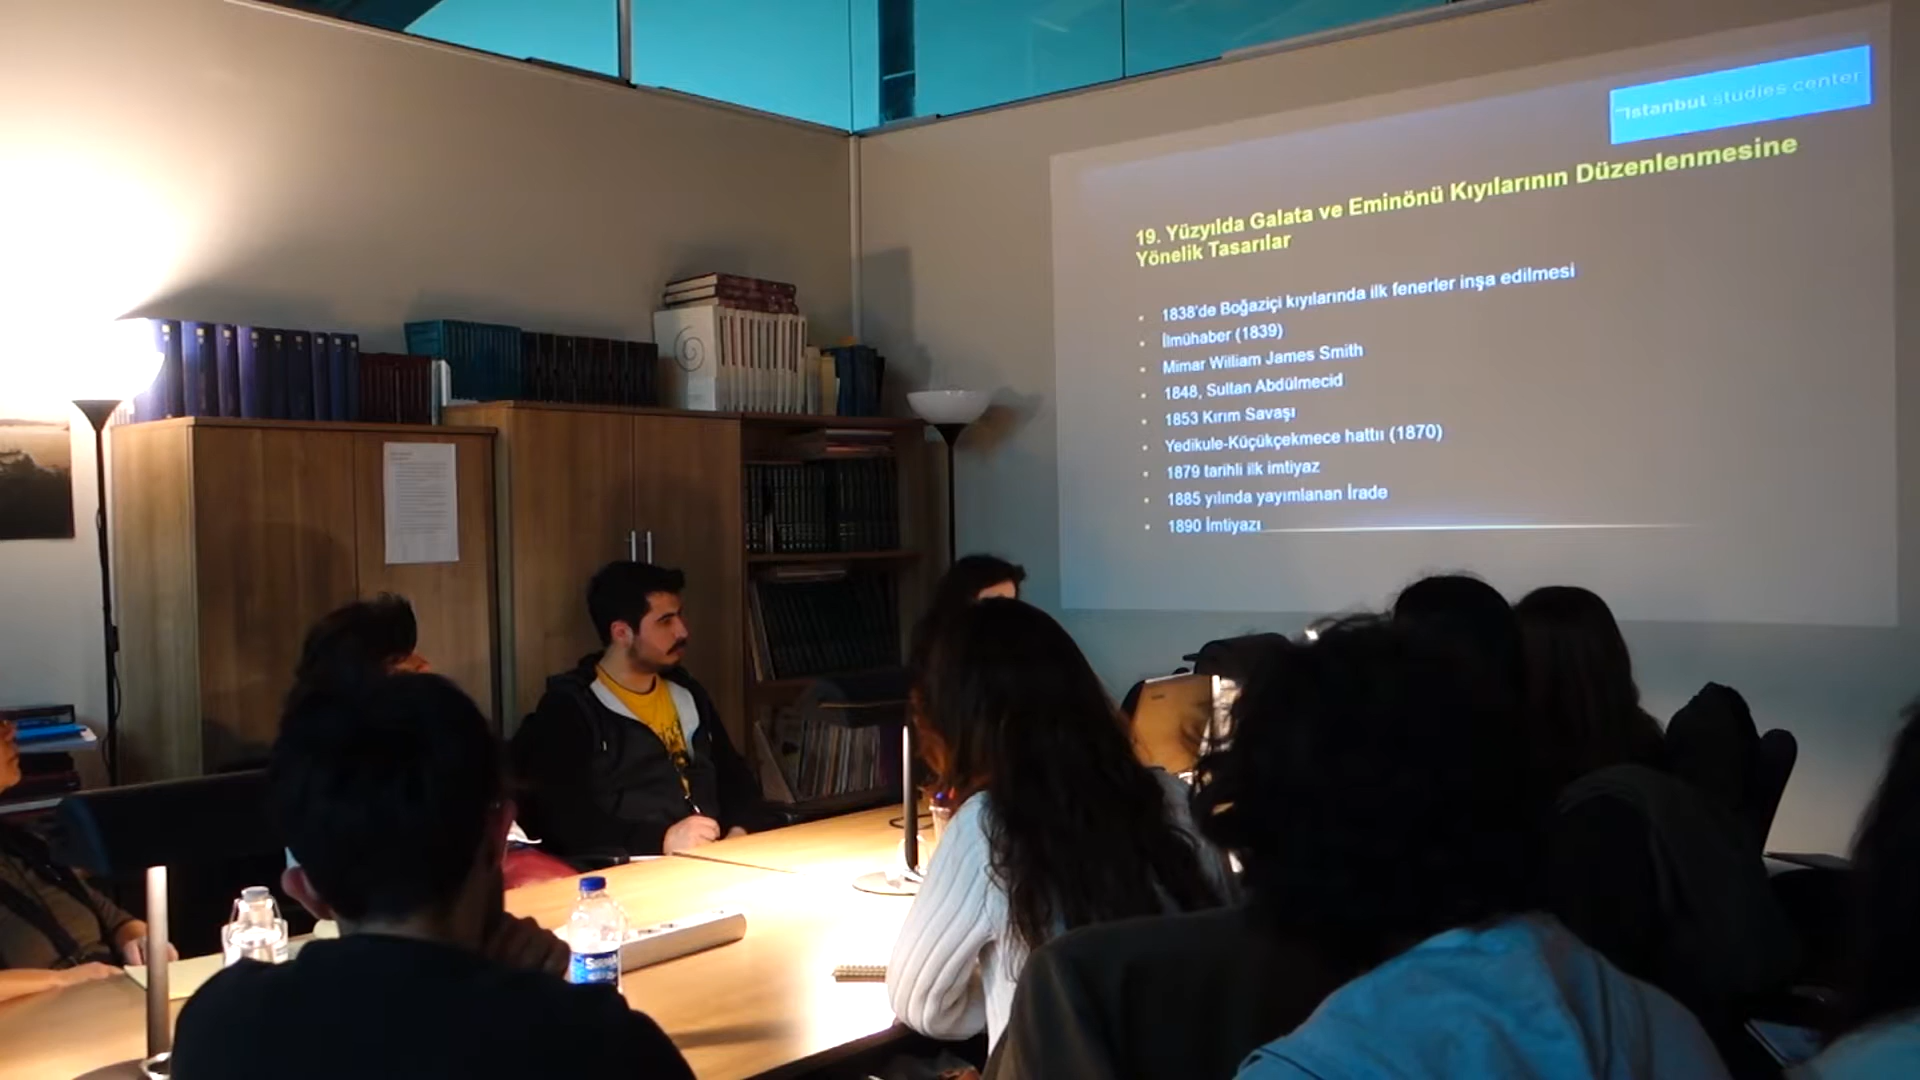 istanbul studies center
19. Yüzyılda Galata ve Eminönü Kıyılarının Düzenlenmesine
Yönelik Tasarılar
1838'de Boğaziçi kıyılarında ilk fenerler inşa edilmesi
İlmühaber (1839)
Mimar William James Smith
1848, Sultan Abdülmecid
1853 Kırım Savaşı
Yedikule-Küçükçekmece hattıı (1870)
1879 tarihli ilk imtiyaz
1885 yılında yayımlanan İrade
1890 İmtiyazı